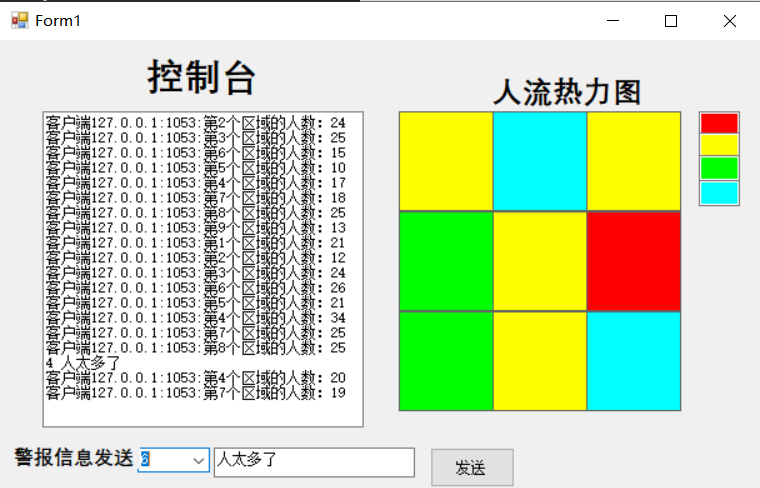 Form1
控制台
人流热力图
客户端127.0.0.1:1053:第2个区域的人数: 24
客户端127.0.0.1:1053:第3个区域的人数: 25
客户端127.0.0.1:1053:第6个区域的人数: 15
客户端127.0.0.1:1053:第5个区域的人数: 10
客户端127.0.0.1:1053:第4个区域的人数: 17
客户端127.0.0.1:1053:第7个区域的人数: 18
客户端127.0.0.1:1053:第8个区域的人数: 25
客户端127.0.0.1:1053:第9个区域的人数: 13
客户端127.0.0.1:1053:第1个区域的人数: 21
客户端127.0.0.1:1053:第2个区域的人数: 12
客户端127.0.0.1:1053:第3个区域的人数: 24
客户端127.0.0.1:1053:第6个区域的人数: 26
客户端127.0.0.1:1053:第5个区域的人数: 21
客户端127.0.0.1:1053:第4个区域的人数: 34
客户端127.0.0.1:1053:第7个区域的人数: 25
客户端127.0.0.1:1053:第8个区域的人数: 25
4 人太多了
客户端127.0.0.1:1053:第4个区域的人数: 20
客户端127.0.0.1:1053:第7个区域的人数: 19
警报信息发送 6 人太多了 发送